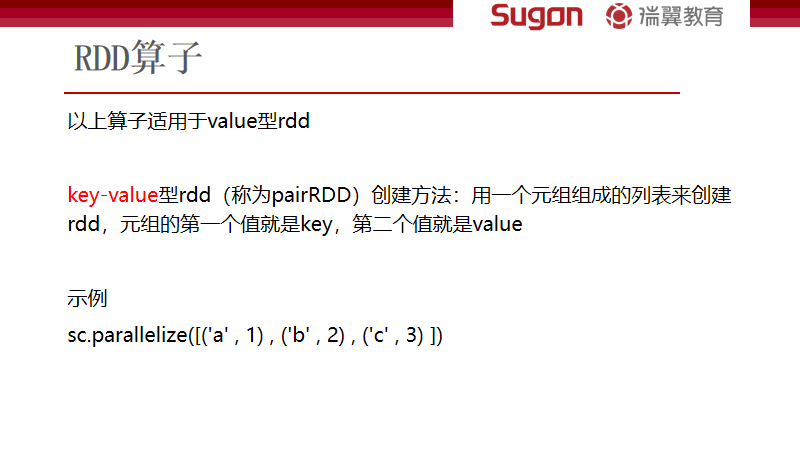 Sugon 瑞翼教育
RDD算子
以上算子适用于value型rdd
key-value型rdd（称为pairRDD）创建方法：用一个元组组成的列表来创建
rdd，元组的第一个值就是key，第二个值就是value
示例
sc.parallelize([('a' , 1) , ('b' , 2) , ('c' , 3) ])